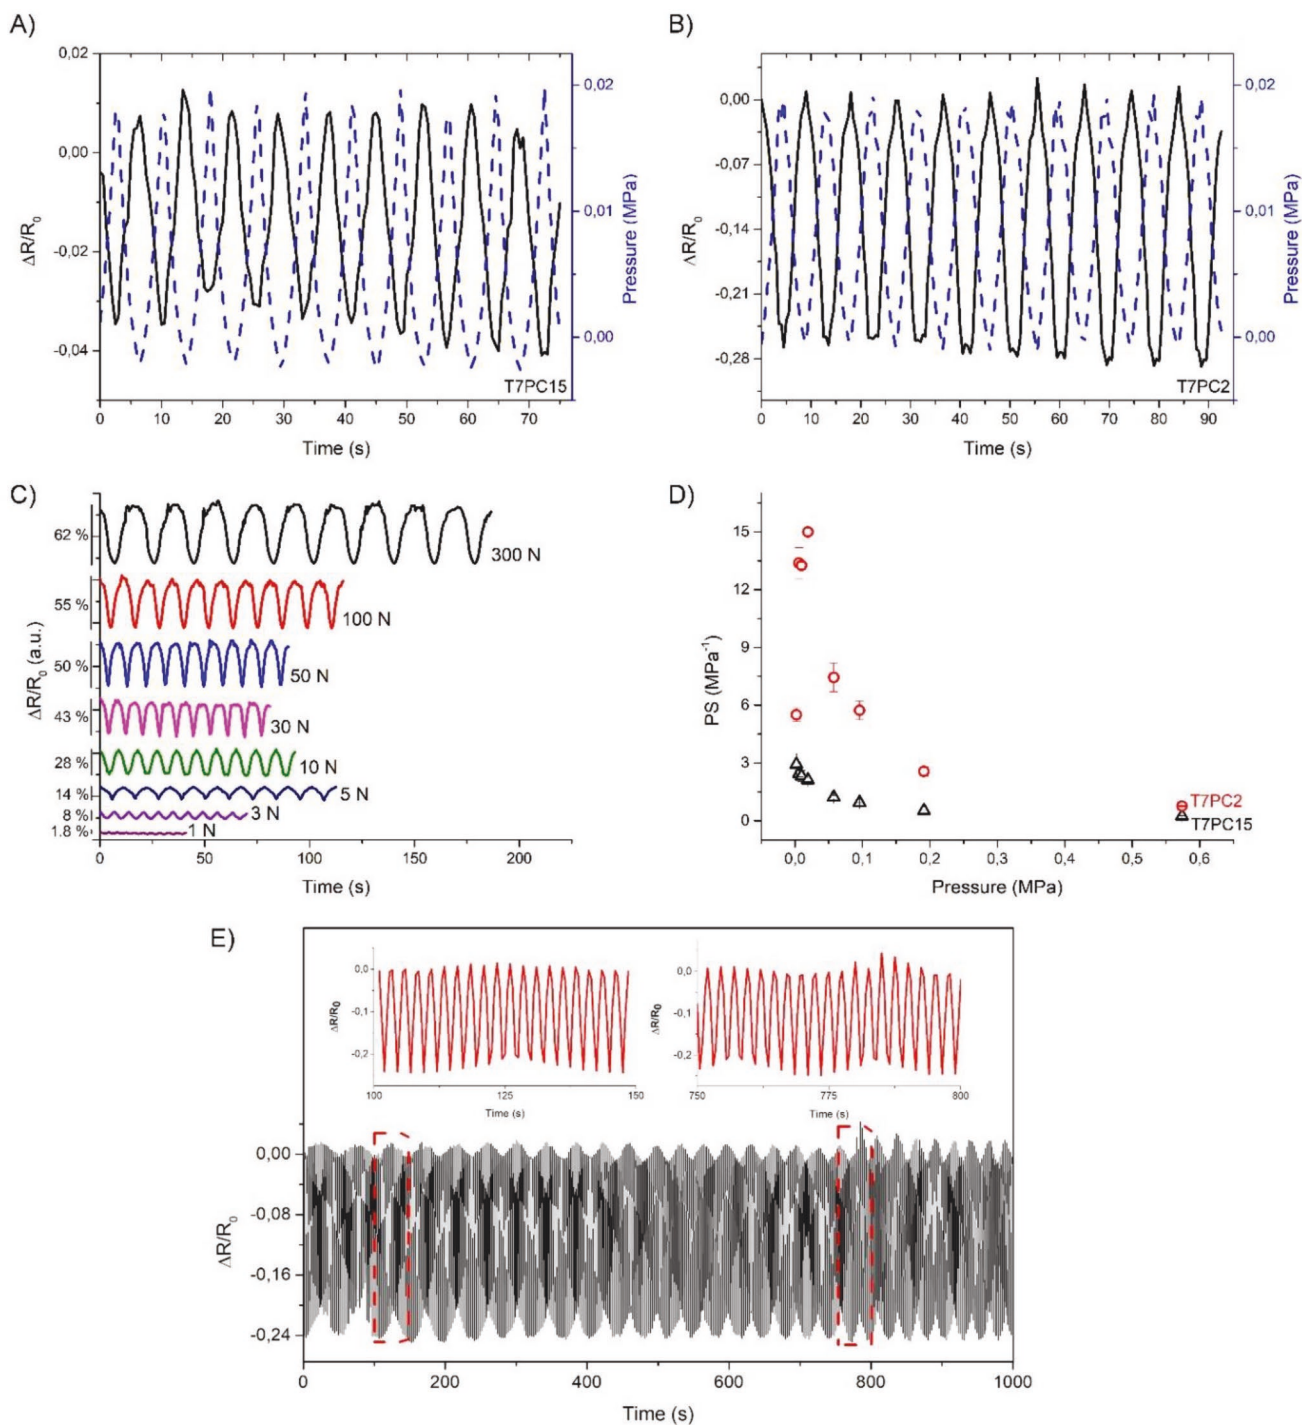 A)
0,02
0,00
-0,02
-0,04
ΔR/R0
0,02
0,01
0,00
Pressure (MPa)
T7PC15
0 10 20 30 40 50 60 70
Time (s)
B)
0,00
-0,07
-0,14
-0,21
-0,28
ΔR/R0
0,02
0,01
0,00
Pressure (MPa)
T7PC2
0 10 20 30 40 50 60 70 80 90
Time (s)
C)
ΔR/R0 (a.u.)
62 %
300 N
55 %
100 N
50 %
50 N
43 %
30 N
28 %
10 N
14 %
5 N
8 %
3 N
1.8 %
1 N
0 50 100 150 200
Time (s)
D)
15
12
9
6
3
0
PS (MPa-1)
T7PC2
T7PC15
0,0 0,1 0,2 0,3 0,4 0,5 0,6
Pressure (MPa)
E)
0,0
-0,1
-0,2
ΔR/R0
100 125 150
Time (s)
0,0
-0,1
-0,2
ΔR/R0
750 775 800
Time (s)
0,00
-0,08
-0,16
-0,24
ΔR/R0
0 200 400 600 800 1000
Time (s)